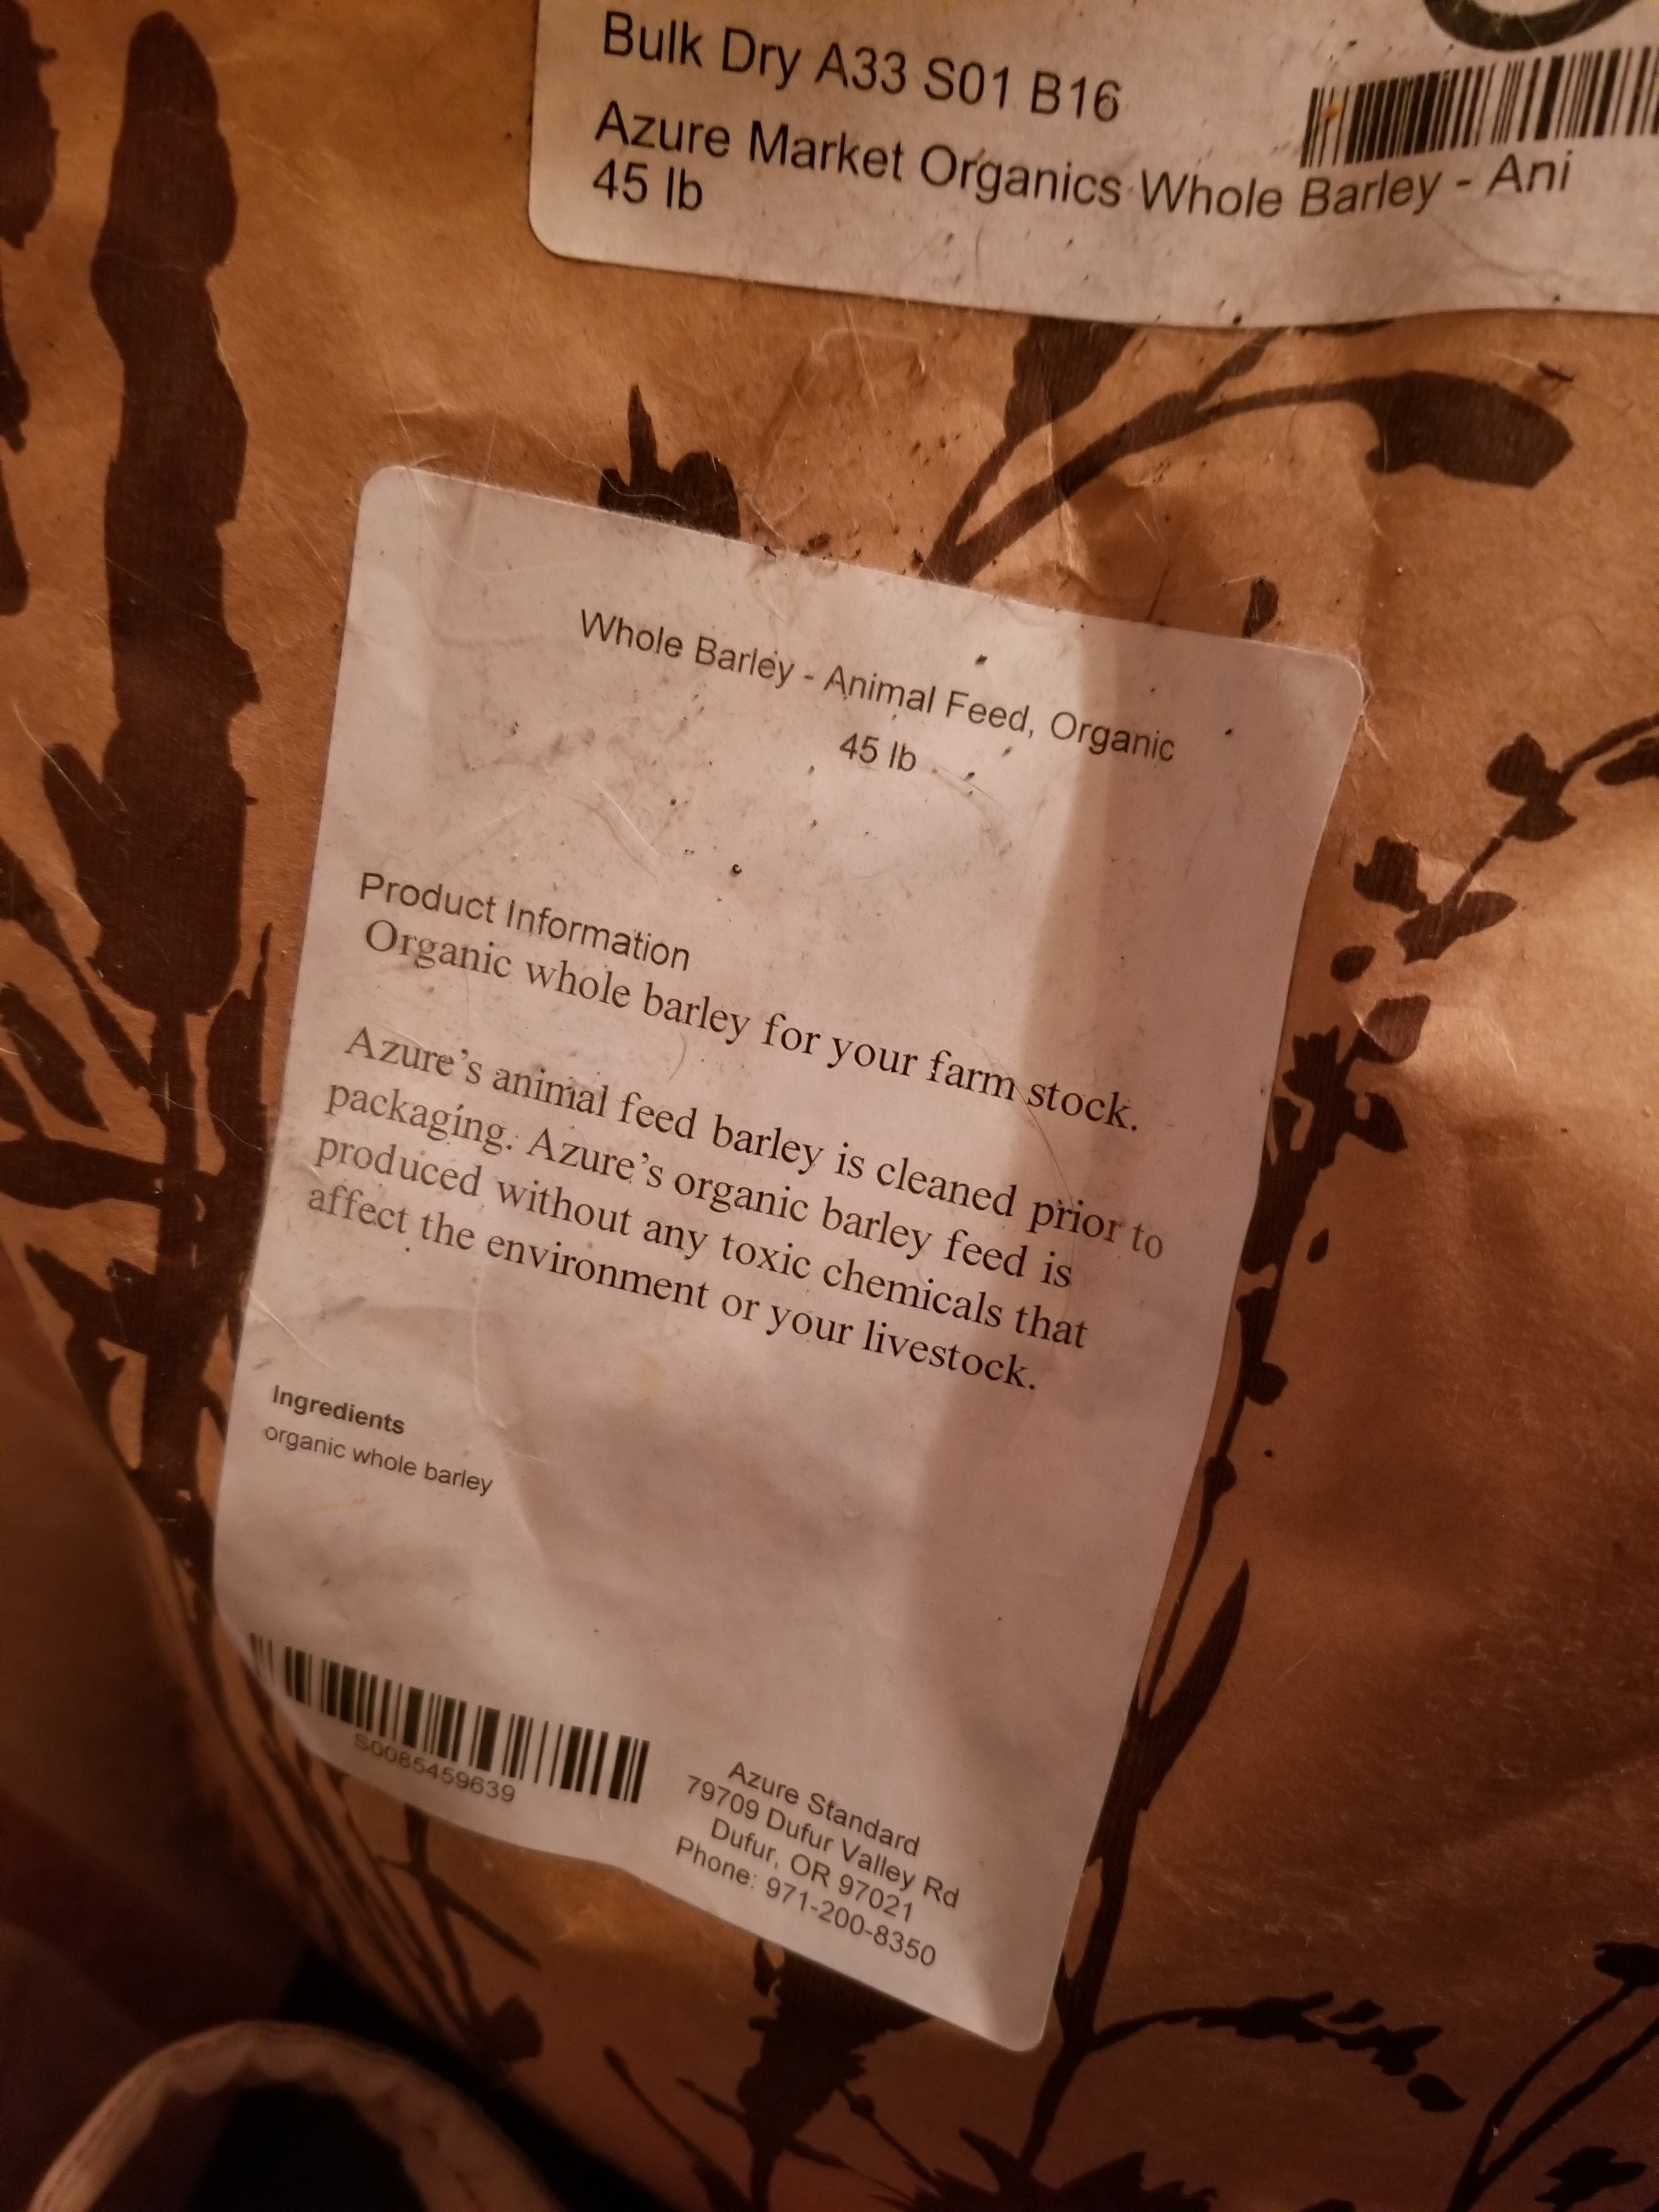 Bulk Dry A33 S01 B16
Azure Market Organics Whole Barley - Ani
45 lb
Whole Barley - Animal Feed, Organic
45 lb
Product Information
Organic whole barley for your farm stock.
Azure's animal feed barley is cleaned prior to
packaging. Azure's organic barley feed is
produced without any toxic chemicals that
affect the environment or your livestock.
Ingredients
organic whole barley
S0085459639
Azure Standard
79709 Dufur Valley Rd
Dufur, OR 97021
Phone: 971-200-8350